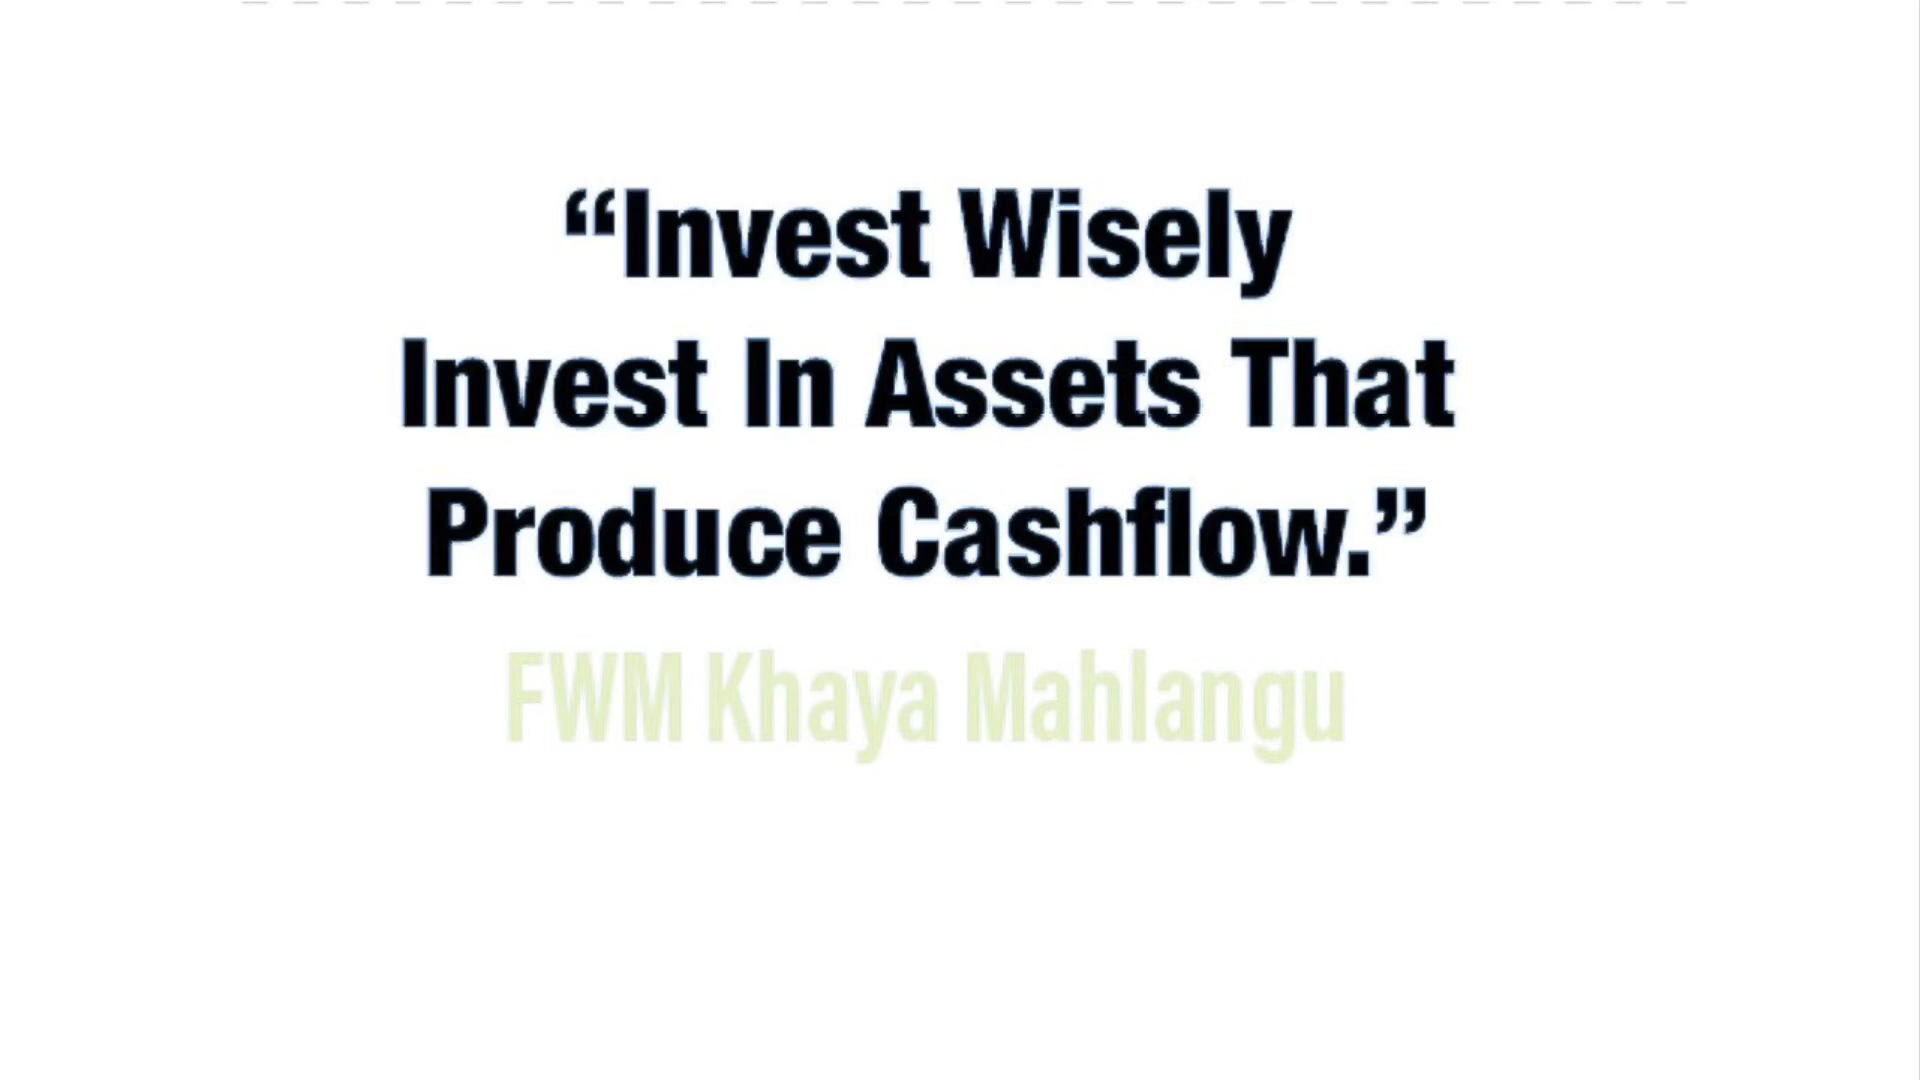 “Invest Wisely
Invest In Assets That
Produce Cashflow.”
FWM Khaya Mahlangu